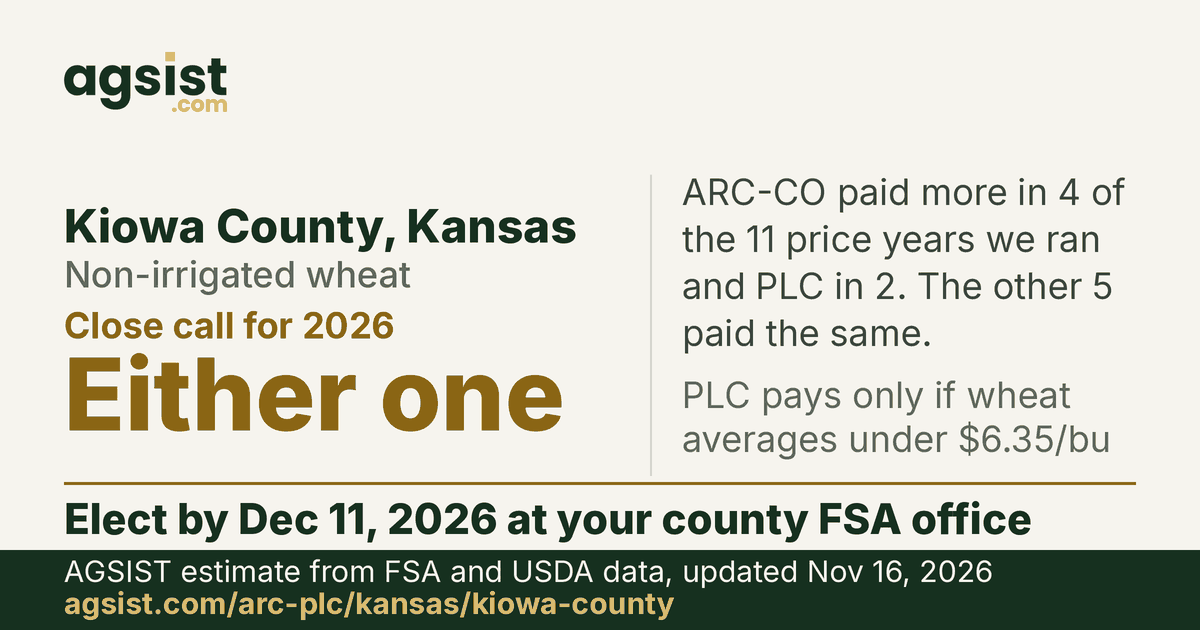 agsist
.com
Kiowa County, Kansas
Non-irrigated wheat
Close call for 2026
Either one
ARC-CO paid more in 4 of
the 11 price years we ran
and PLC in 2. The other 5
paid the same.
PLC pays only if wheat
averages under $6.35/bu
Elect by Dec 11, 2026 at your county FSA office
AGSIST estimate from FSA and USDA data, updated Nov 16, 2026
agsist.com/arc-plc/kansas/kiowa-county